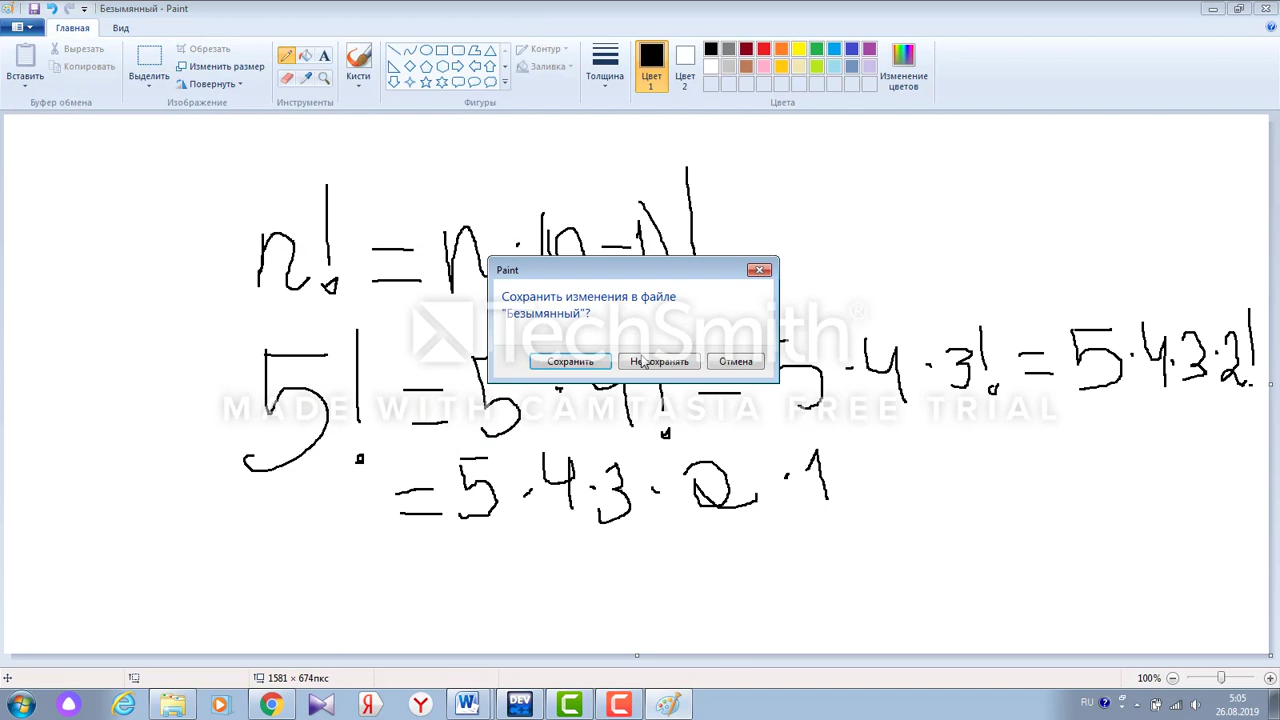 Безымянный - Paint
Главная
Вид
Вставить
Вырезать
Копировать
Буфер обмена
Выделить
Обрезать
Изменить размер
Повернуть
Изображение
A
Инструменты
Кисти
Фигуры
Контур
Заливка
Толщина
Цвет 1
Цвет 2
Изменение цветов
Цвета
n! = n ·
Paint
Сохранить изменения в файле
"Безымянный"?
Сохранить
Не сохранять
Отмена
TechSmith®
MADE WITH CAMTASIA FREE TRIAL
5! = 5 · 4! = 5 · 4 · 3! = 5 · 4 · 3 · 2!
= 5 · 4 · 3 · 2 · 1
1581 × 674пкс
100%
W
DEV
C
C
Я
Y
RU
5:05
26.08.2019